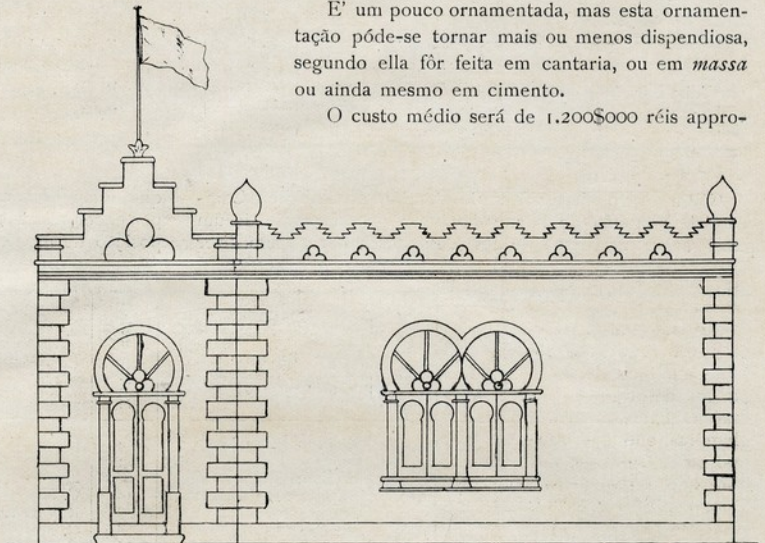 E' um pouco ornamentada, mas esta ornamen-
tação póde-se tornar mais ou menos dispendiosa,
segundo ella fôr feita em cantaria, ou em massa
ou ainda mesmo em cimento.
O custo médio será de 1.200$000 réis appro-